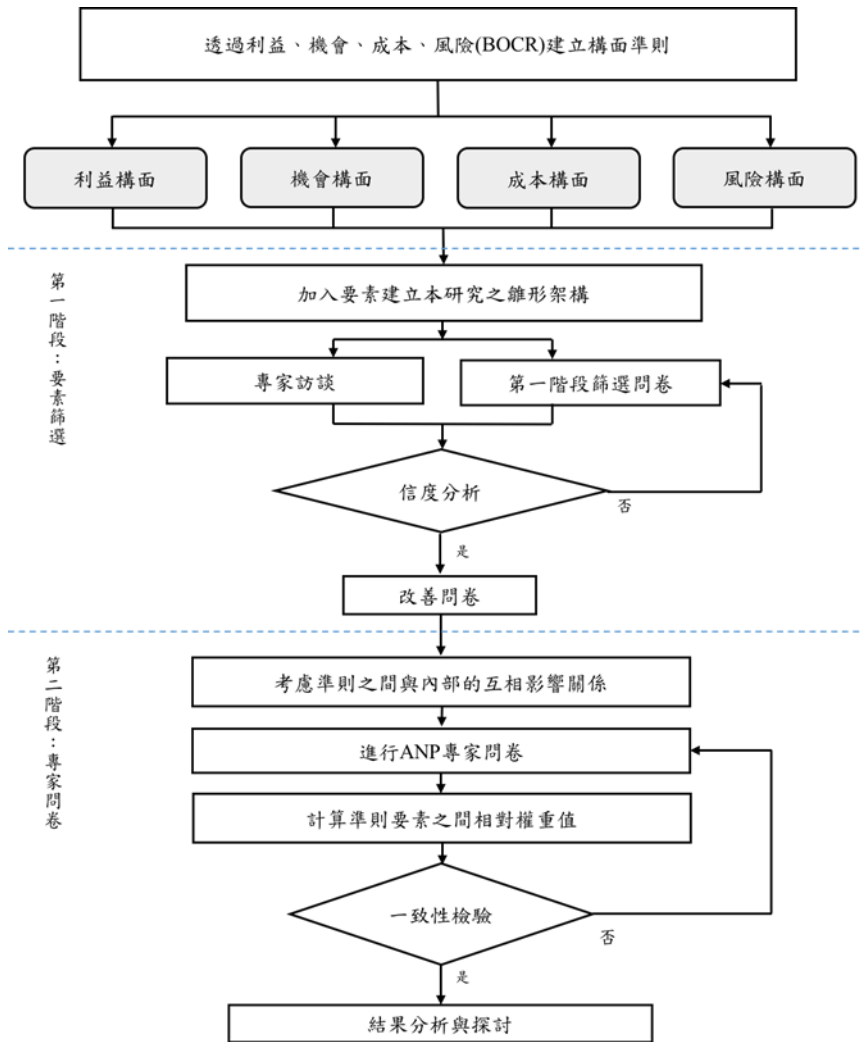 透過利益、機會、成本、風險(BOCR)建立構面準則
利益構面
機會構面
成本構面
風險構面
第一階段：要素篩選
加入要素建立本研究之雛形架構
專家訪談
第一階段篩選問卷
信度分析
否
是
改善問卷
第二階段：專家問卷
考慮準則之間與內部的互相影響關係
進行ANP專家問卷
計算準則要素之間相對權重值
一致性檢驗
否
是
結果分析與探討